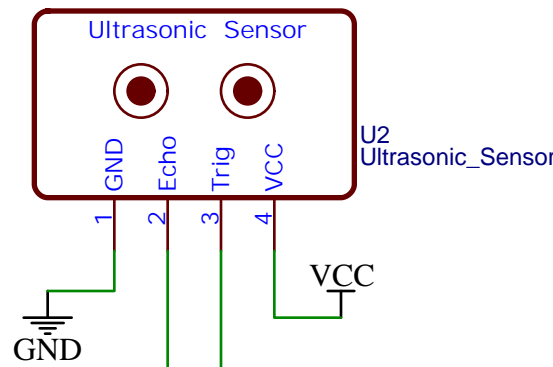 Ultrasonic Sensor
GND
Echo
Trig
VCC
U2
Ultrasonic_Sensor
1
2
3
4
VCC
GND